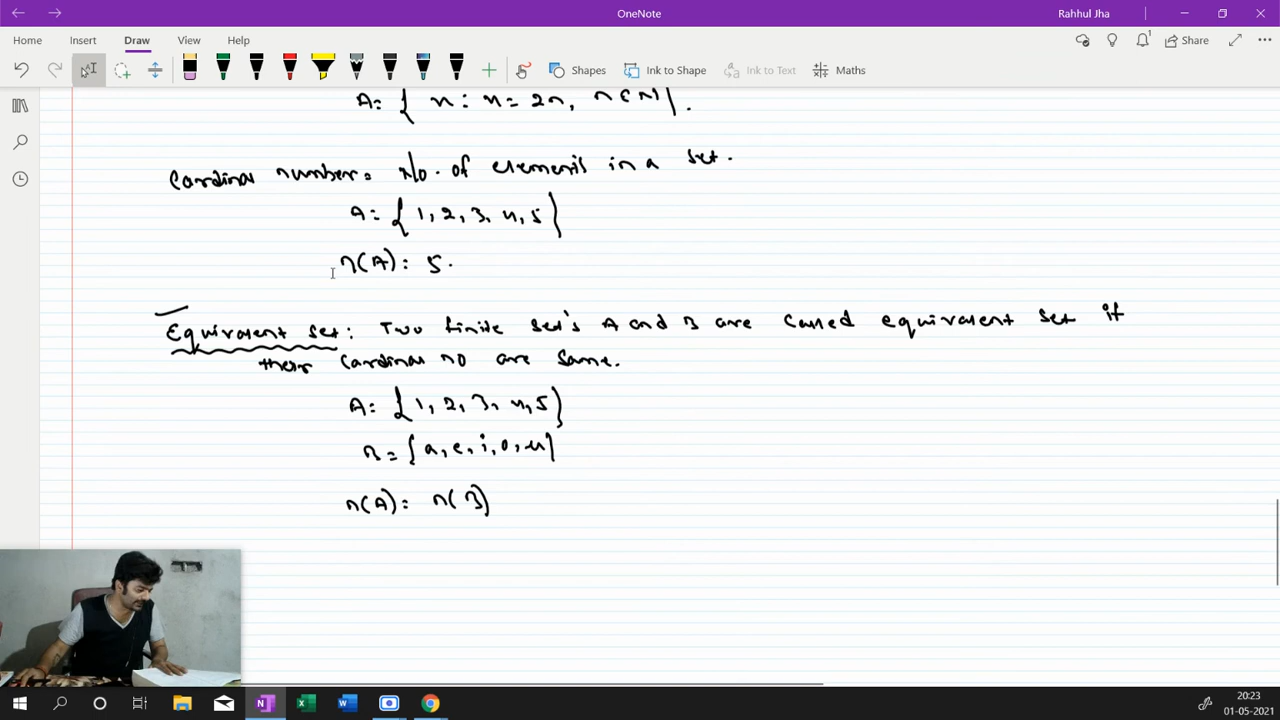 OneNote
Rahhul Jha
Home Insert Draw View Help
Share
Shapes Ink to Shape Ink to Text Maths
A= { x : x = 2n, n∈N}.
Cardinal number= No. of elements in a set.
A= { 1, 2, 3, 4, 5}
n(A)= 5.
Equivalent set: Two finite set's A and B are called equivalent set if
their Cardinal no are same.
A= { 1, 2, 3, 4, 5}
B= {a, e, i, o, u}
n(A)= n(B)
20:23
01-05-2021